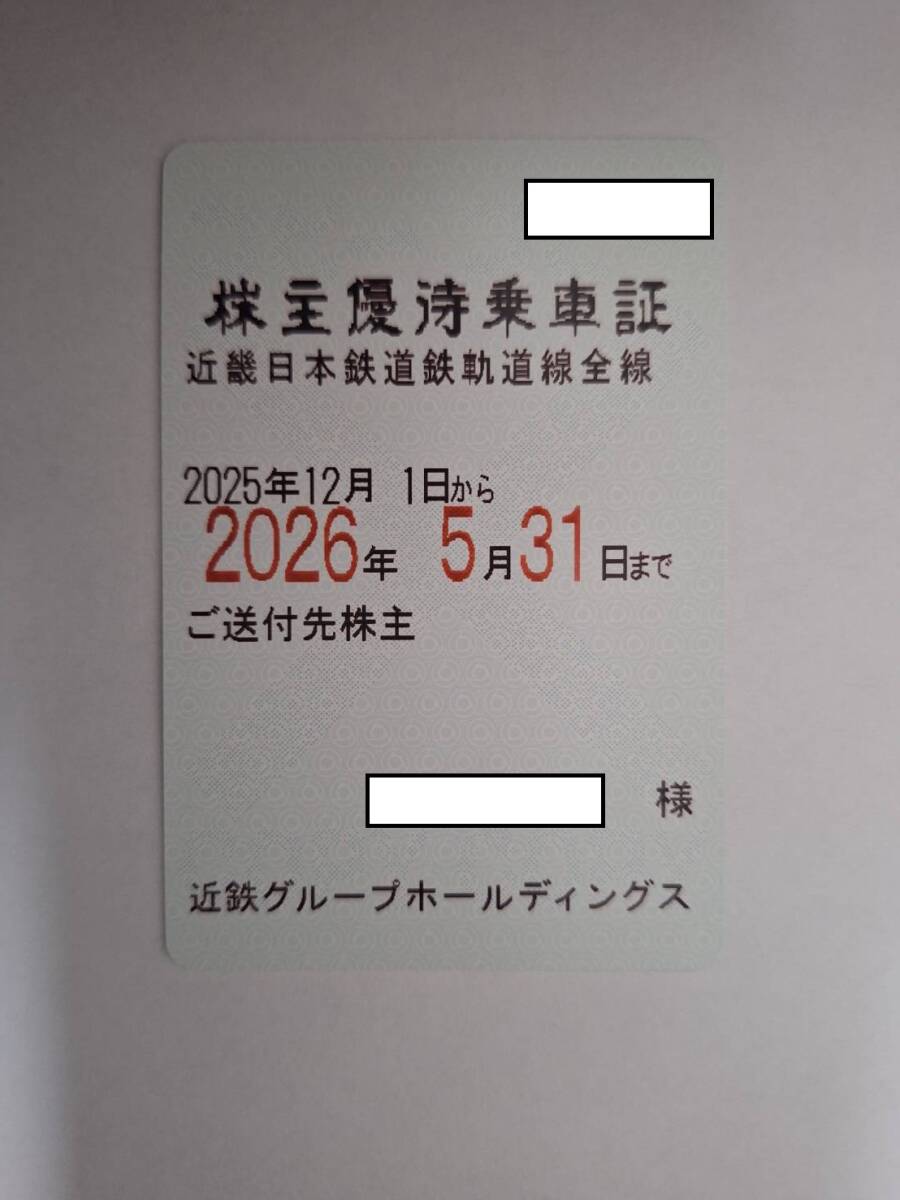 株主優待乗車証
近畿日本鉄道鉄軌道線全線
2025年12月 1日から
2026年 5月31日まで
ご送付先株主
様
近鉄グループホールディングス